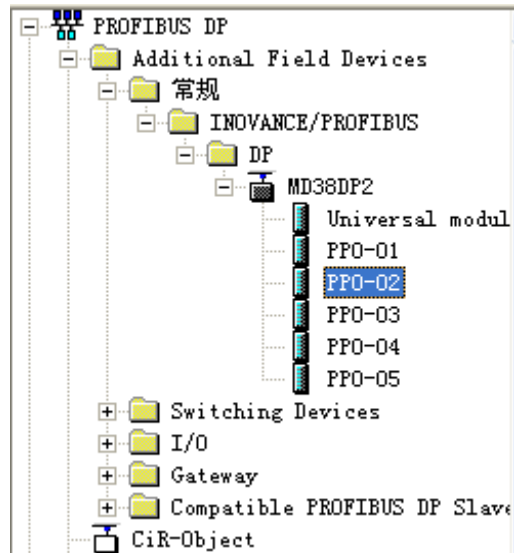 PROFIBUS DP
Additional Field Devices
常规
INOVANCE/PROFIBUS
DP
MD38DP2
Universal modul
PPO-01
PPO-02
PPO-03
PPO-04
PPO-05
Switching Devices
I/O
Gateway
Compatible PROFIBUS DP Slave
CiR-Object